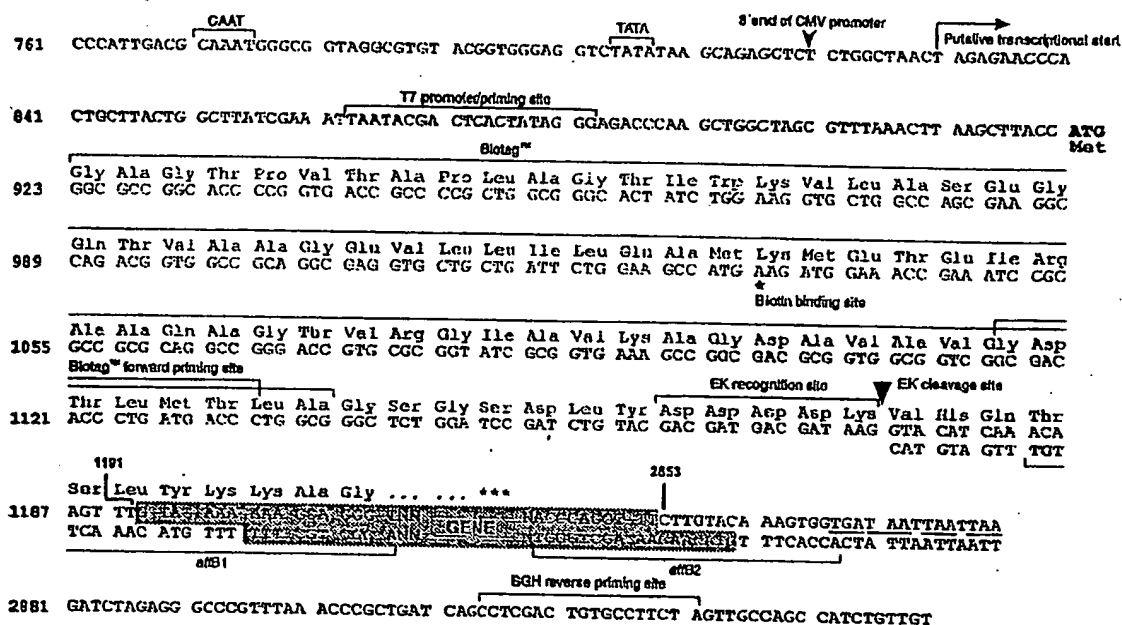 CAAT TATA 3' end of CMV promoter Putative transcriptional start
761 CCCATTGACG CAAATGGGCG GTAGGCGTGT ACGGTGGGAG GTCTATATAA GCAGAGCTCT CTGGCTAACT AGAGAACCCA
T7 promoter/priming site
841 CTGCTTACTG GCTTATCGAA ATTAATACGA CTCACTATAG GGAGACCCAA GCTGGCTAGC GTTTAAACTT AAGCTTACC ATG
Met
Biotag™
Gly Ala Gly Thr Pro Val Thr Ala Pro Leu Ala Gly Thr Ile Trp Lys Val Leu Ala Ser Glu Gly
923 GGC GCC GGC ACC CCG GTG ACC GCC CCG CTG GCG GGC ACT ATC TGG AAG GTG CTG GCC AGC GAA GGC
Gln Thr Val Ala Ala Gly Glu Val Leu Leu Ile Leu Glu Ala Met Lys Met Glu Thr Glu Ile Arg
989 CAG ACG GTG GCC GCA GGC GAG GTG CTG CTG ATT CTG GAA GCC ATG AAG ATG GAA ACC GAA ATC CGC
*
Biotin binding site
Ala Ala Gln Ala Gly Thr Val Arg Gly Ile Ala Val Lys Ala Gly Asp Ala Val Ala Val Gly Asp
1055 GCC GCG CAG GCC GGG ACC GTG CGC GGT ATC GCG GTG AAA GCC GGC GAC GCG GTG GCG GTC GGC GAC
Biotag™ forward priming site EK recognition site EK cleavage site
Thr Leu Met Thr Leu Ala Gly Ser Gly Ser Asp Leu Tyr Asp Asp Asp Asp Lys Val His Gln Thr
1121 ACC CTG ATG ACC CTG GCG GGC TCT GGA TCC GAT CTG TAC GAC GAT GAC GAT AAG GTA CAT CAA ACA
CAT GTA GTT TGT
1191 2853
Ser Leu Tyr Lys Lys Ala Gly ... ... ***
1187 AGT TTG GENE CTTGTACA AAGTGGTGAT AATTAATTAA
TCA AAC ATG TTT T TTCACCACTA TTAATTAATT
attB1 attB2
BGH reverse priming site
2881 GATCTAGAGG GCCCGTTTAA ACCCGCTGAT CAGCCTCGAC TGTGCCTTCT AGTTGCCAGC CATCTGTTGT